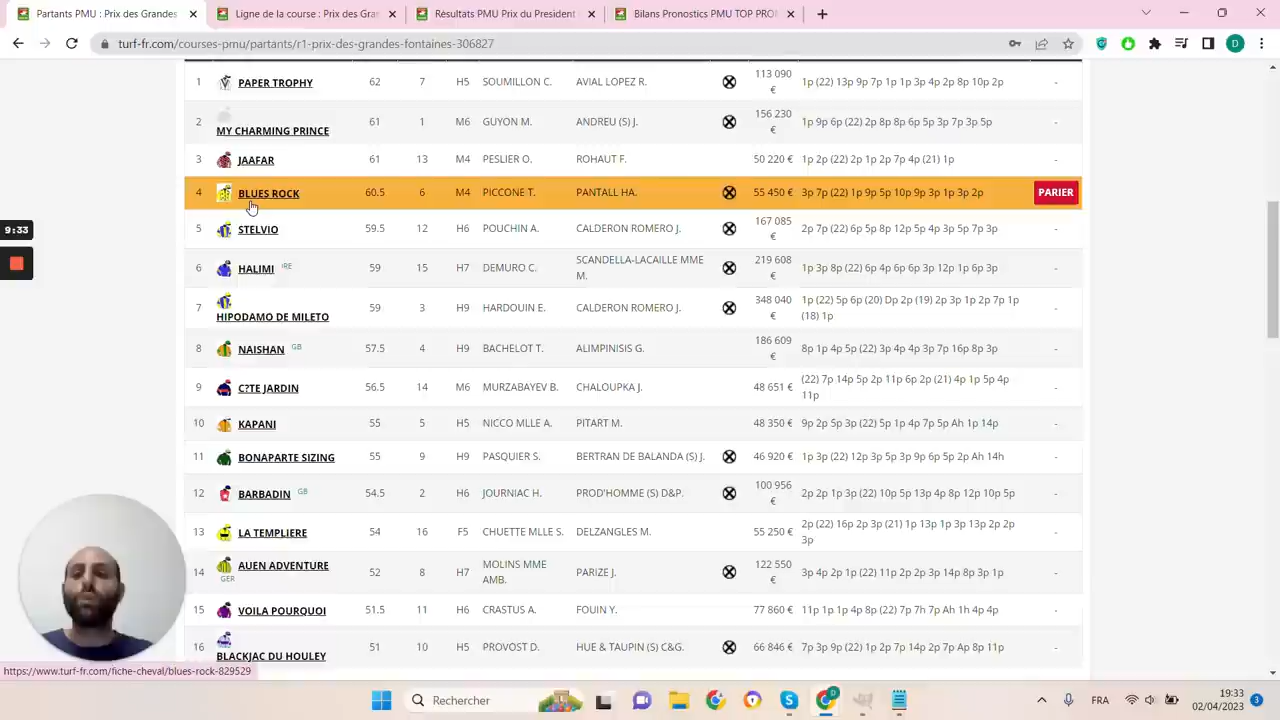 Partants PMU : Prix des Grandes
Ligne de la course : Prix des G
Résultats PMU Prix du President
Bilans Pronostics PMU TOP PRO
turf-fr.com/courses-pmu/partants/r1-prix-des-grandes-fontaines-306827
1 PAPER TROPHY 62 7 H5 SOUMILLON C. AVIAL LOPEZ R. 113 090 € 1p (22) 13p 9p 7p 1p 1p 3p 4p 2p 8p 10p 2p -
2 MY CHARMING PRINCE 61 1 M6 GUYON M. ANDREU (S) J. 156 230 € 1p 9p 6p (22) 2p 8p 8p 6p 5p 3p 7p 3p 5p -
3 JAAFAR 61 13 M4 PESLIER O. ROHAUT F. 50 220 € 1p 2p (22) 2p 1p 2p 7p 4p (21) 1p -
4 BLUES ROCK 60.5 6 M4 PICCONE T. PANTALL HA. 55 450 € 3p 7p (22) 1p 9p 5p 10p 9p 3p 1p 3p 2p PARIER
5 STELVIO 59.5 12 H6 POUCHIN A. CALDERON ROMERO J. 167 085 € 2p 7p (22) 6p 5p 8p 12p 5p 4p 3p 5p 7p 3p -
6 HALIMI IRE 59 15 H7 DEMURO C. SCANDELLA-LACAILLE MME M. 219 608 € 1p 3p 8p (22) 6p 4p 6p 6p 3p 12p 1p 6p 3p -
7 HIPODAMO DE MILETO 59 3 H9 HARDOUIN E. CALDERON ROMERO J. 348 040 € 1p (22) 5p 6p (20) Dp 2p (19) 2p 3p 1p 2p 7p 1p (18) 1p -
8 NAISHAN GB 57.5 4 H9 BACHELOT T. ALIMPINISIS G. 186 609 € 8p 1p 4p 5p (22) 3p 4p 4p 3p 7p 16p 8p 3p -
9 C?TE JARDIN 56.5 14 M6 MURZABAYEV B. CHALOUPKA J. 48 651 € (22) 7p 14p 5p 2p 11p 6p 2p (21) 4p 1p 5p 4p 11p -
10 KAPANI 55 5 H5 NICCO MLLE A. PITART M. 48 350 € 9p 2p 5p 3p (22) 5p 1p 4p 7p 5p Ah 1p 14p -
11 BONAPARTE SIZING 55 9 H9 PASQUIER S. BERTRAN DE BALANDA (S) J. 46 920 € 1p 3p (22) 12p 3p 5p 3p 9p 6p 5p 2p Ah 14h -
12 BARBADIN GB 54.5 2 H6 JOURNIAC H. PROD'HOMME (S) D&P. 100 956 € 2p 2p 1p 3p (22) 10p 5p 13p 4p 8p 12p 10p 5p -
13 LA TEMPLIERE 54 16 F5 CHUETTE MLLE S. DELZANGLES M. 55 250 € 2p (22) 16p 2p 3p (21) 1p 13p 1p 3p 13p 2p 2p 3p -
14 AUEN ADVENTURE GER 52 8 H7 MOLINS MME AMB. PARIZE J. 122 550 € 3p 4p 2p 1p (22) 11p 2p 2p 3p 14p 8p 3p 1p -
15 VOILA POURQUOI 51.5 11 H6 CRASTUS A. FOUIN Y. 77 860 € 11p 1p 1p 4p 8p (22) 7p 7h 7p Ah 1h 4p 4p -
16 BLACKJAC DU HOULEY 51 10 H5 PROVOST D. HUE & TAUPIN (S) C&G. 66 846 € 7p 3p 9p (22) 1p 2p 7p 14p 2p 7p Ap 8p 11p -
9:33
https://www.turf-fr.com/fiche-cheval/blues-rock-829529
Rechercher
FRA
19:33
02/04/2023
3